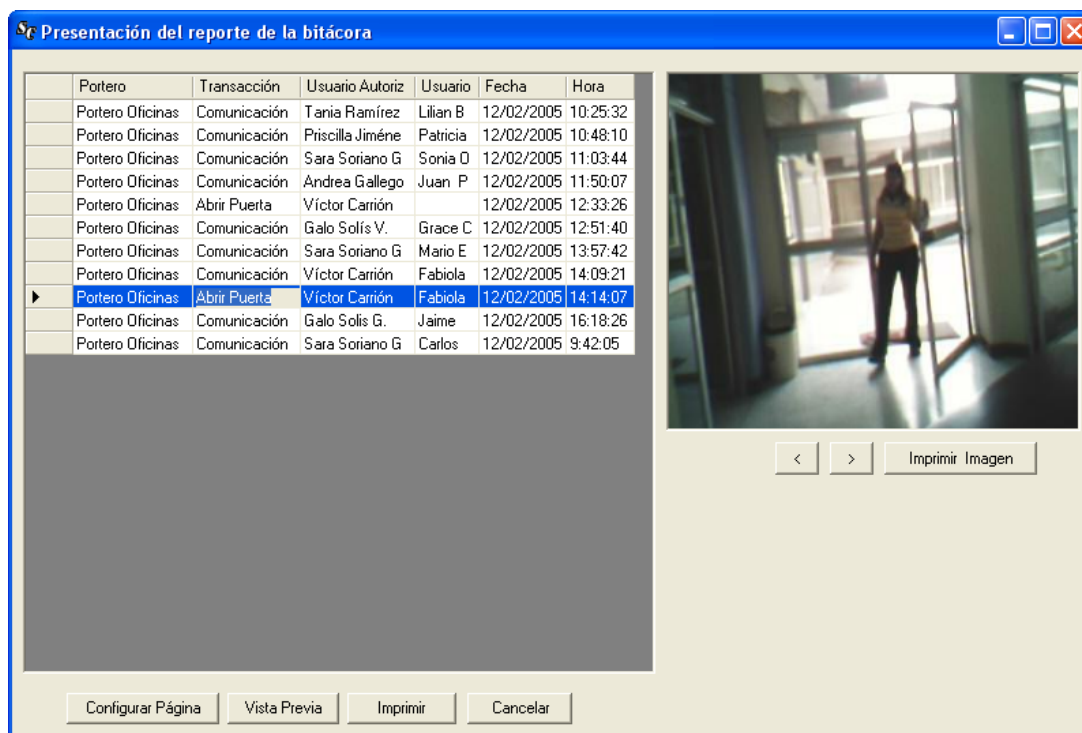 Presentación del reporte de la bitácora
Portero Transacción Usuario Autoriz Usuario Fecha Hora
Portero Oficinas Comunicación Tania Ramírez Lilian B 12/02/2005 10:25:32
Portero Oficinas Comunicación Priscilla Jiméne Patricia 12/02/2005 10:48:10
Portero Oficinas Comunicación Sara Soriano G Sonia O 12/02/2005 11:03:44
Portero Oficinas Comunicación Andrea Gallego Juan P 12/02/2005 11:50:07
Portero Oficinas Abrir Puerta Víctor Carrión 12/02/2005 12:33:26
Portero Oficinas Comunicación Galo Solís V. Grace C 12/02/2005 12:51:40
Portero Oficinas Comunicación Sara Soriano G Mario E 12/02/2005 13:57:42
Portero Oficinas Comunicación Víctor Carrión Fabiola 12/02/2005 14:09:21
Portero Oficinas Abrir Puerta Víctor Carrión Fabiola 12/02/2005 14:14:07
Portero Oficinas Comunicación Galo Solis G. Jaime 12/02/2005 16:18:26
Portero Oficinas Comunicación Sara Soriano G Carlos 12/02/2005 9:42:05
< > Imprimir Imagen
Configurar Página Vista Previa Imprimir Cancelar